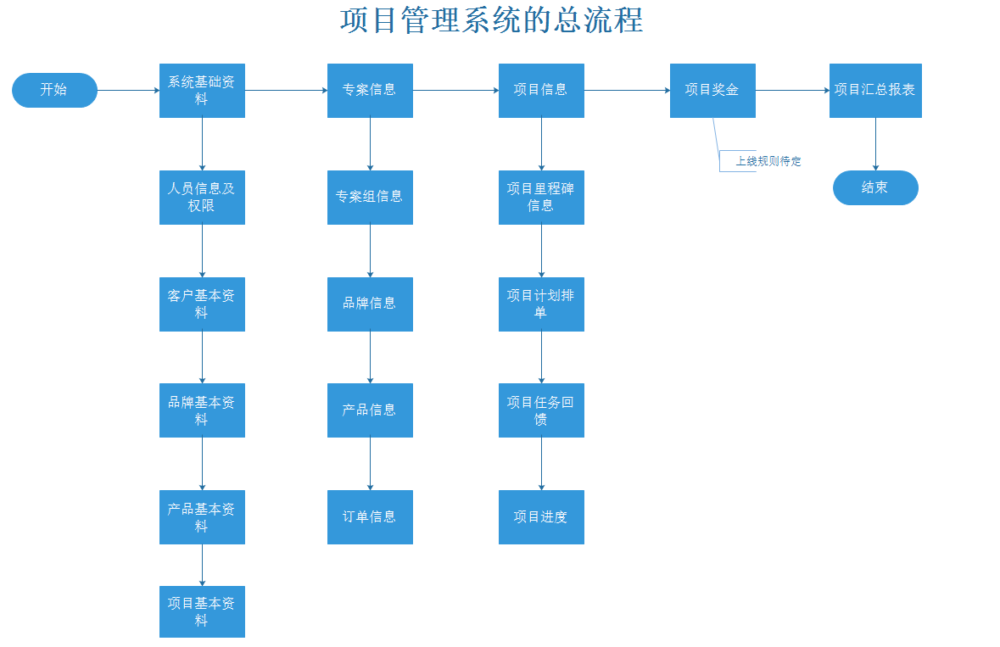 项目管理系统的总流程
开始
系统基础资
料
专案信息
项目信息
项目奖金
项目汇总报表
上线规则待定
人员信息及
权限
专案组信息
项目里程碑
信息
结束
客户基本资
料
品牌信息
项目计划排
单
品牌基本资
料
产品信息
项目任务回
馈
产品基本资
料
订单信息
项目进度
项目基本资
料